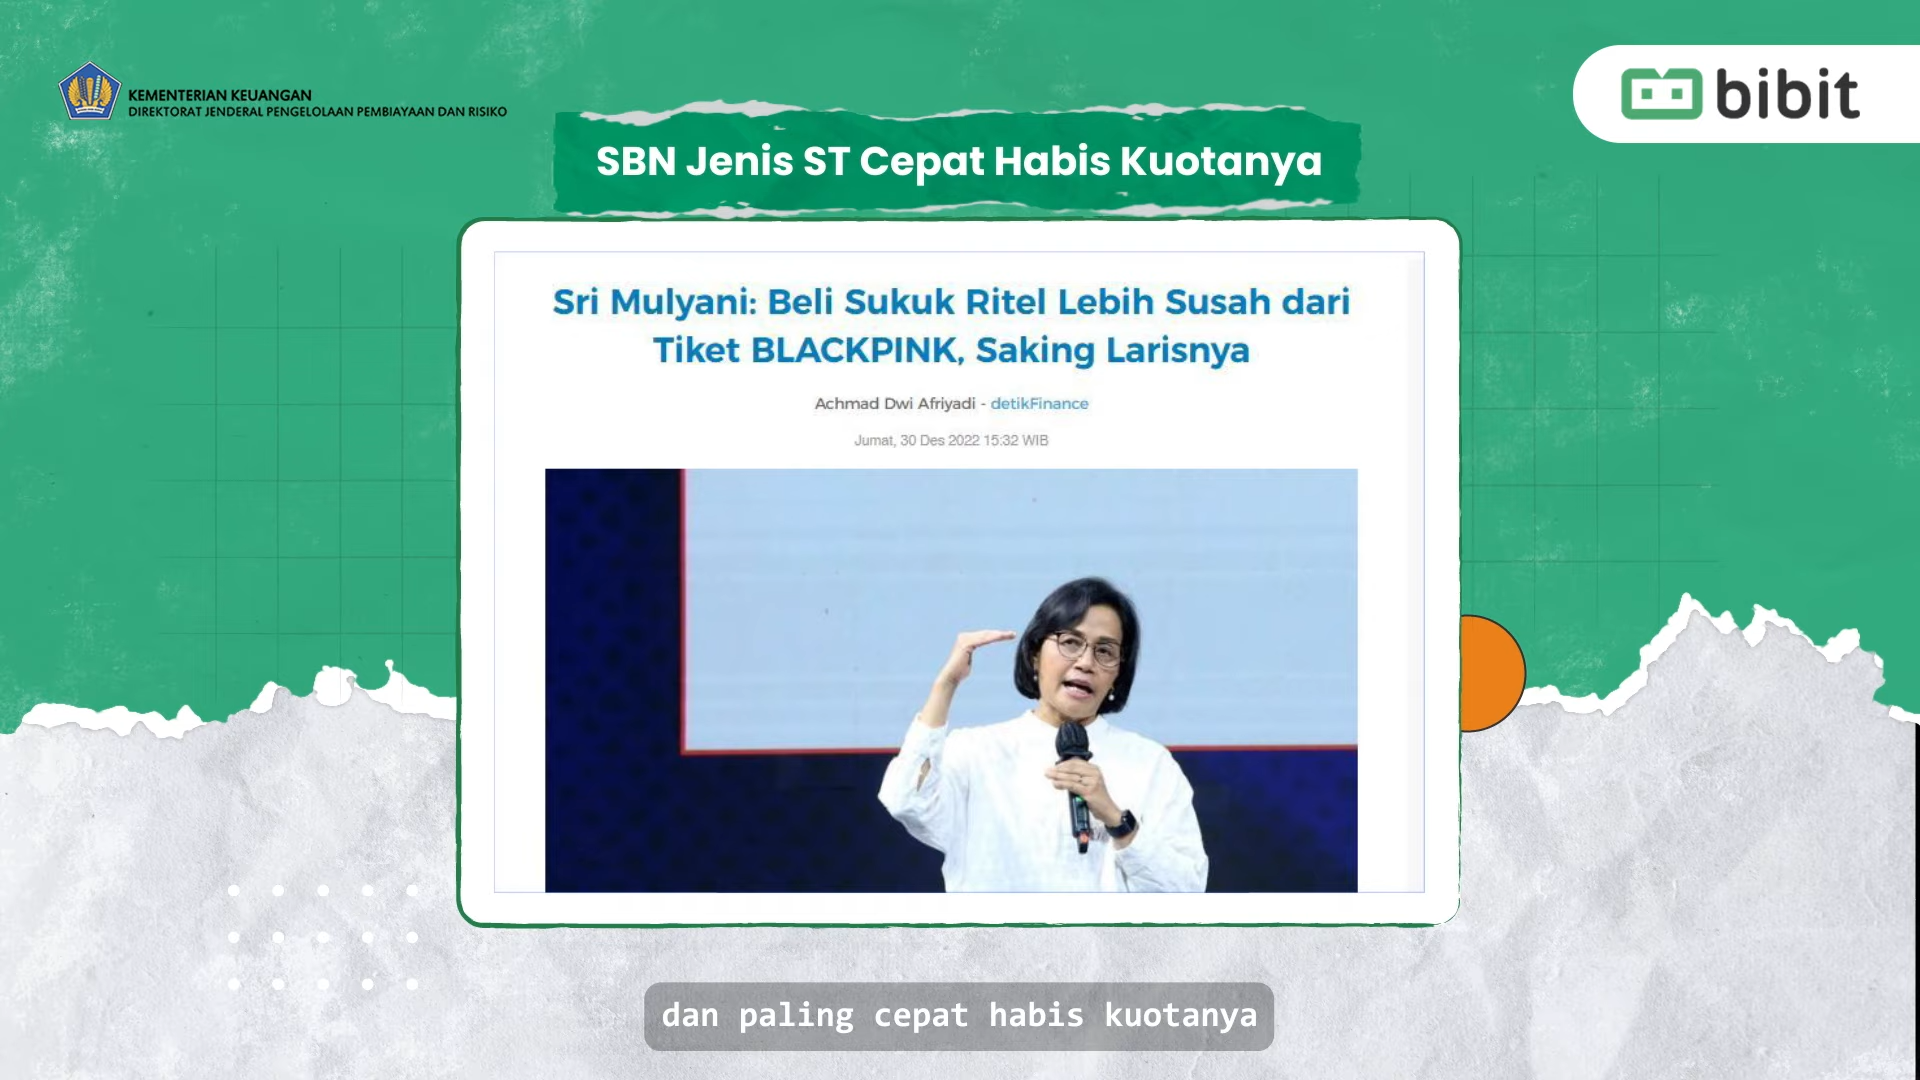 KEMENTERIAN KEUANGAN
DIREKTORAT JENDERAL PENGELOLAAN PEMBIAYAAN DAN RISIKO
bibit
SBN Jenis ST Cepat Habis Kuotanya
Sri Mulyani: Beli Sukuk Ritel Lebih Susah dari
Tiket BLACKPINK, Saking Larisnya
Achmad Dwi Afriyadi - detikFinance
Jumat, 30 Des 2022 15:32 WIB
dan paling cepat habis kuotanya